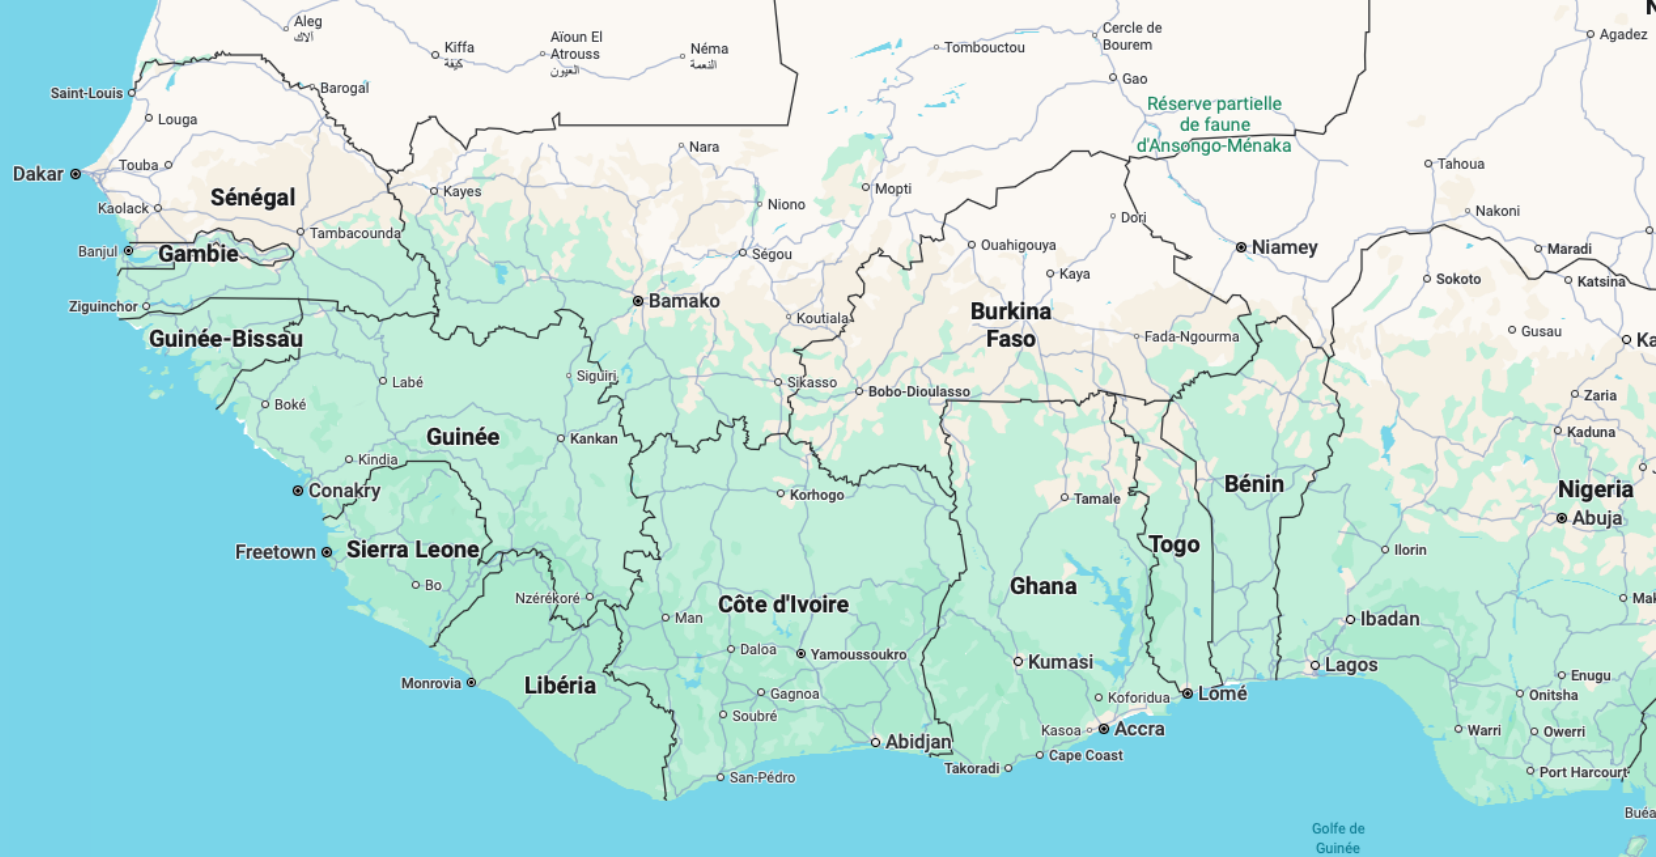 Aleg
ألاك
Kiffa
كيفة
Aïoun El
Atrouss
العيون
Néma
النعمة
Tombouctou
Cercle de
Bourem
Agadez
Gao
Saint-Louis
Barogal
Louga
Réserve partielle
de faune
d'Ansongo-Ménaka
Touba
Dakar
Nara
Tahoua
Sénégal
Kayes
Mopti
Kaolack
Niono
Dori
Nakoni
Tambacounda
Banjul
Gambie
Ségou
Ouahigouya
Niamey
Maradi
Kaya
Sokoto
Katsina
Ziguinchor
Bamako
Koutiala
Burkina
Faso
Guinée-Bissau
Fada-Ngourma
Gusau
Ka
Labé
Siguiri
Sikasso
Bobo-Dioulasso
Zaria
Boké
Guinée
Kankan
Kaduna
Kindia
Conakry
Korhogo
Tamale
Bénin
Nigeria
Abuja
Freetown
Sierra Leone
Togo
Ilorin
Bo
Nzérékoré
Côte d'Ivoire
Ghana
Mak
Man
Ibadan
Daloa
Yamoussoukro
Kumasi
Lagos
Monrovia
Libéria
Gagnoa
Koforidua
Lomé
Enugu
Onitsha
Soubré
Abidjan
Kasoa
Accra
Warri
Owerri
Cape Coast
Takoradi
San-Pédro
Port Harcourt
Buéa
Golfe de
Guinée